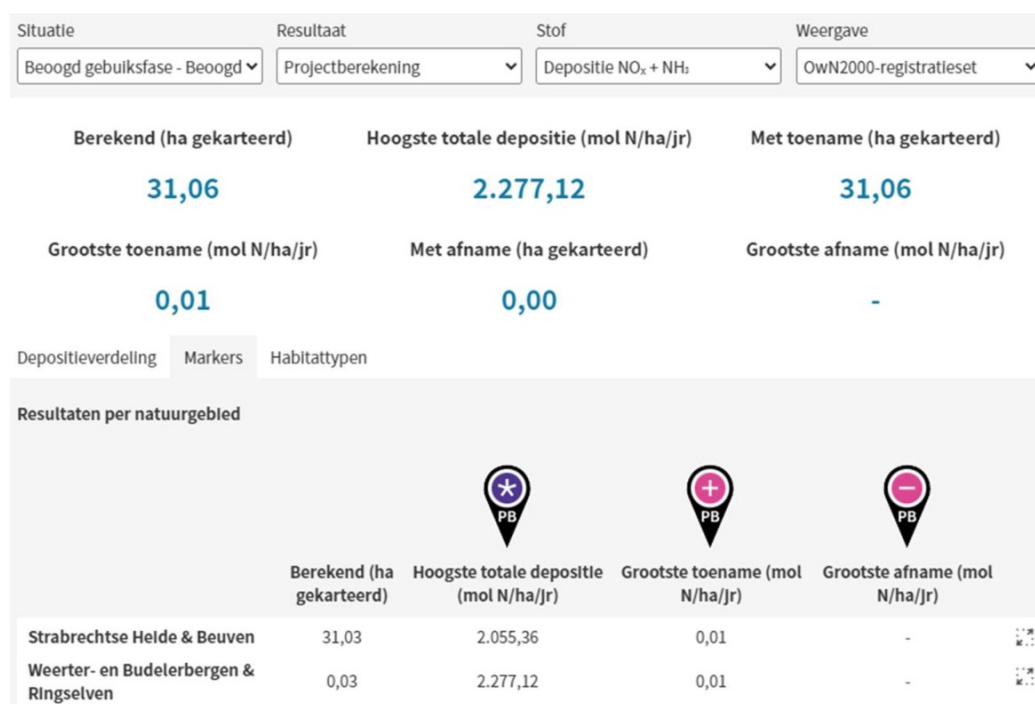 Situatie Resultaat Stof Weergave
Beoogd gebuiksfase - Beoogd Projectberekening Depositie NOₓ + NH₃ OwN2000-registratieset
Berekend (ha gekarteerd) Hoogste totale depositie (mol N/ha/jr) Met toename (ha gekarteerd)
31,06 2.277,12 31,06
Grootste toename (mol N/ha/jr) Met afname (ha gekarteerd) Grootste afname (mol N/ha/jr)
0,01 0,00 -
Depositieverdeling Markers Habitattypen
Resultaten per natuurgebied
PB PB PB
Berekend (ha Hoogste totale depositie Grootste toename (mol Grootste afname (mol
gekarteerd) (mol N/ha/jr) N/ha/jr) N/ha/jr)
Strabrechtse Heide & Beuven 31,03 2.055,36 0,01 -
Weerter- en Budelerbergen &
Ringselven 0,03 2.277,12 0,01 -